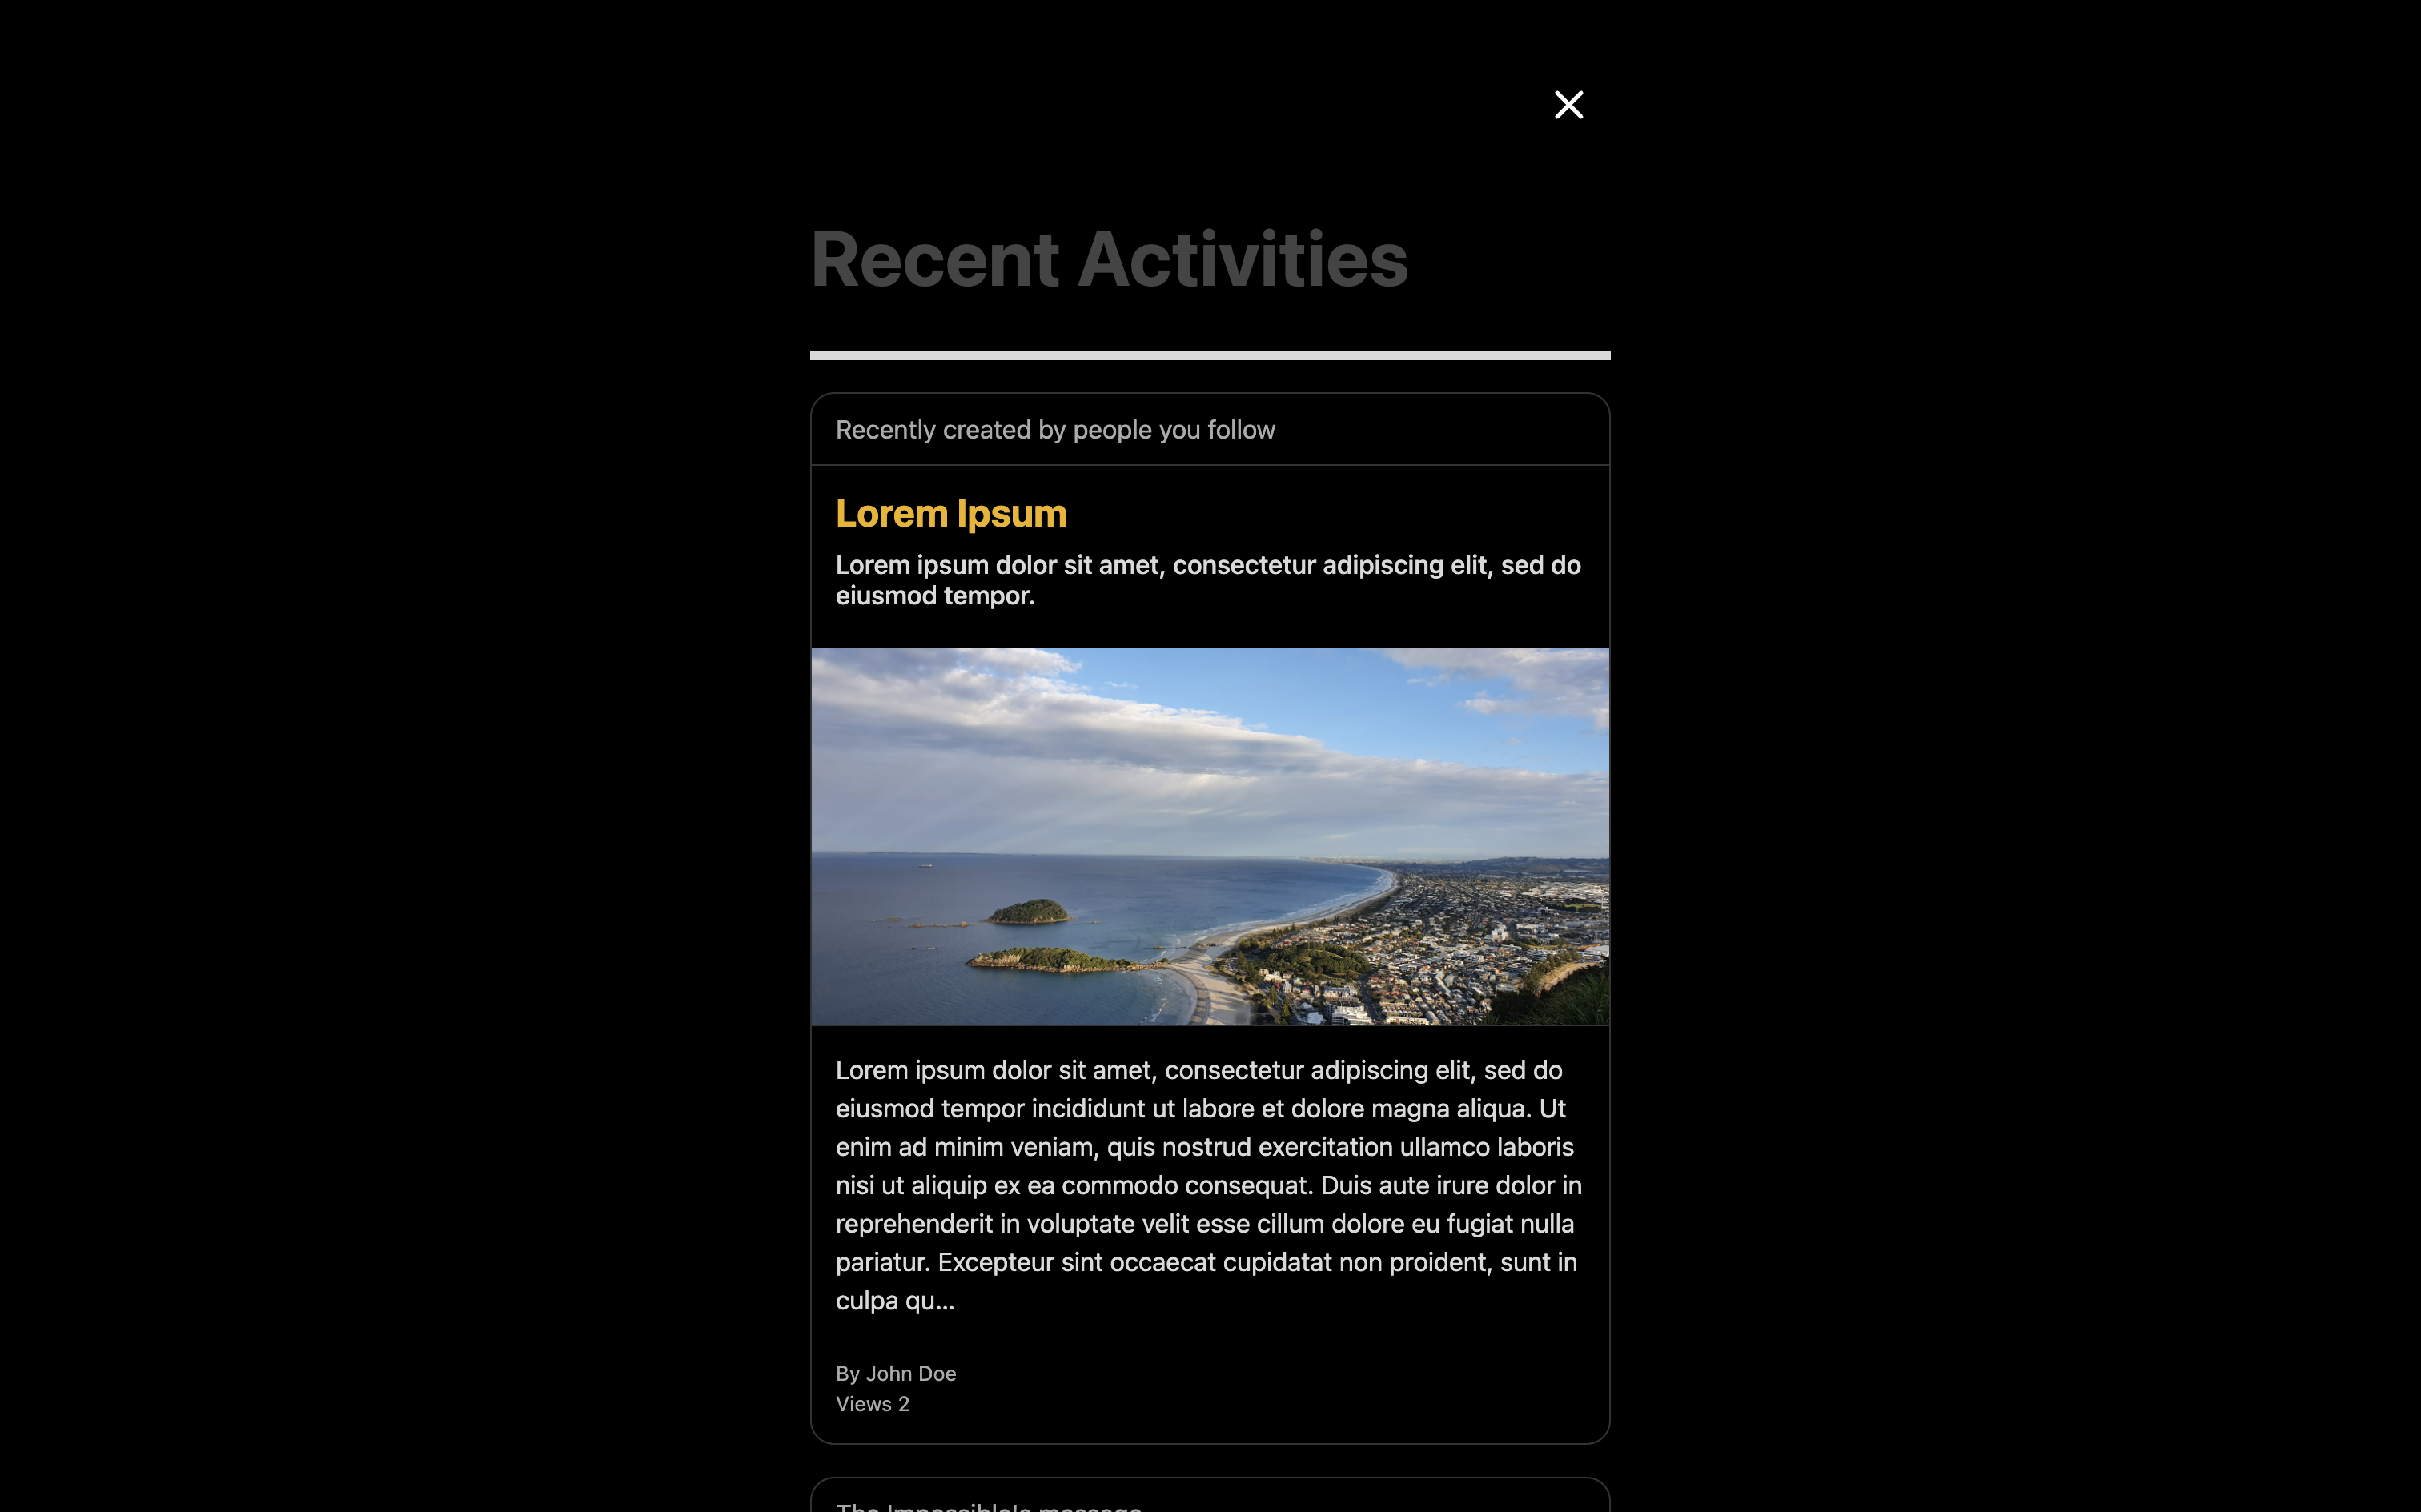 Recent Activities
Recently created by people you follow
Lorem Ipsum
Lorem ipsum dolor sit amet, consectetur adipiscing elit, sed do
eiusmod tempor.
Lorem ipsum dolor sit amet, consectetur adipiscing elit, sed do
eiusmod tempor incididunt ut labore et dolore magna aliqua. Ut
enim ad minim veniam, quis nostrud exercitation ullamco laboris
nisi ut aliquip ex ea commodo consequat. Duis aute irure dolor in
reprehenderit in voluptate velit esse cillum dolore eu fugiat nulla
pariatur. Excepteur sint occaecat cupidatat non proident, sunt in
culpa qu...
By John Doe
Views 2
The Impossible's message